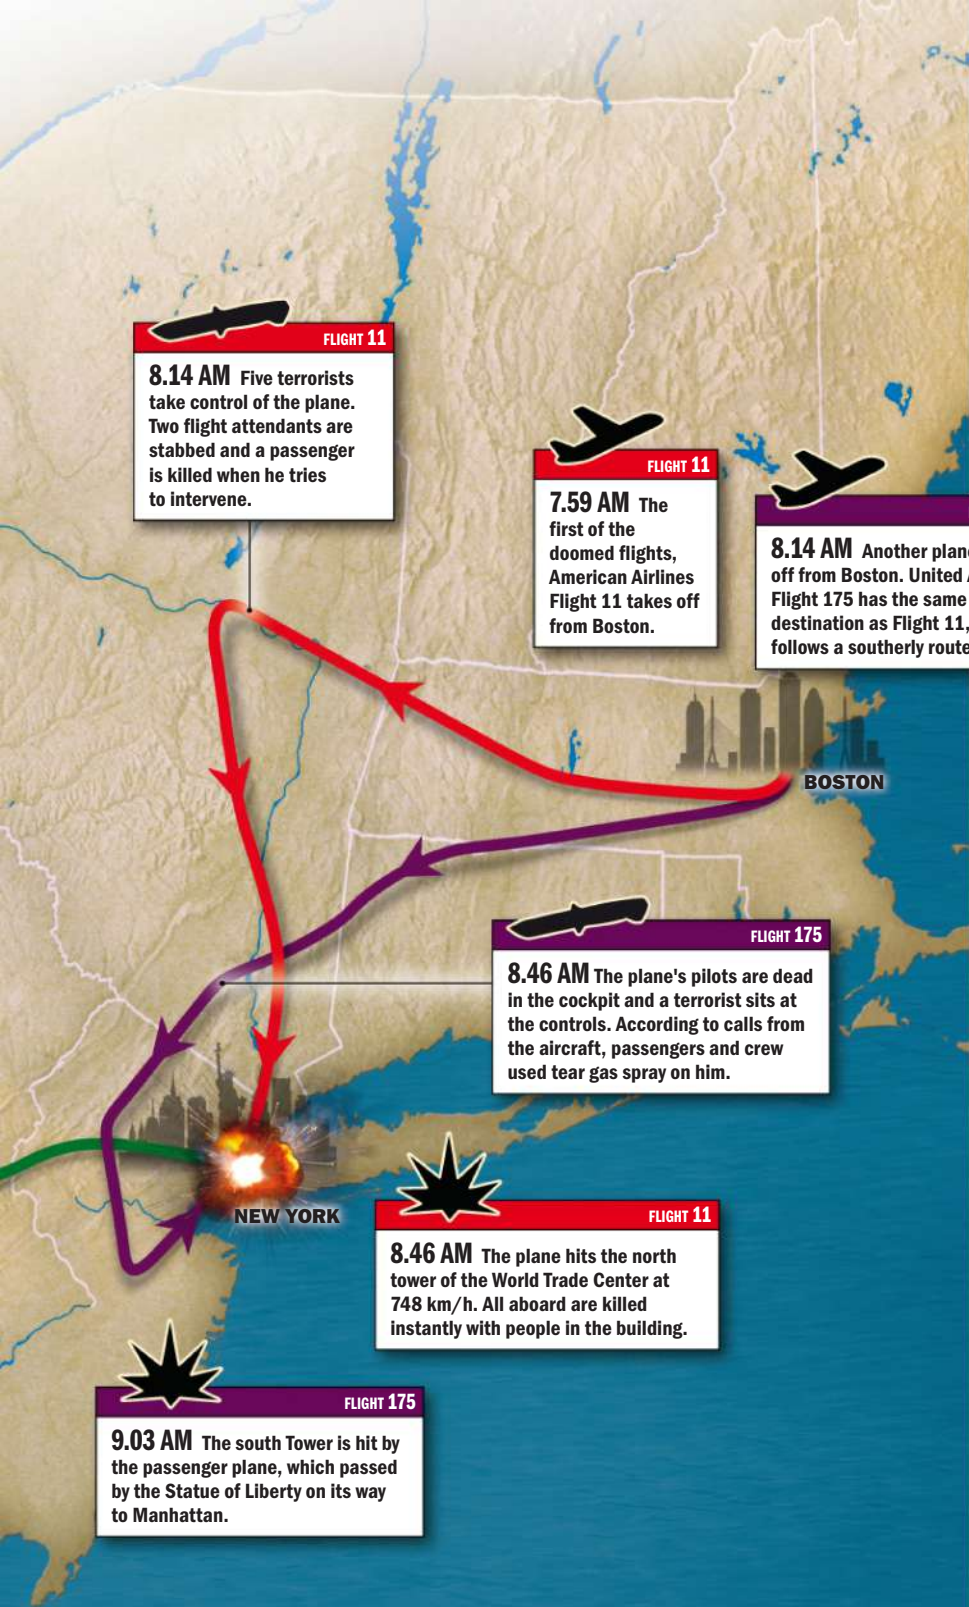 FLIGHT 11
8.14 AM Five terrorists
take control of the plane.
Two flight attendants are
stabbed and a passenger
is killed when he tries
to intervene.
FLIGHT 11
7.59 AM The
first of the
doomed flights,
American Airlines
Flight 11 takes off
from Boston.
8.14 AM Another
off from Boston. United
Flight 175 has the same
destination as Flight 11,
follows a southerly route
BOSTON
FLIGHT 175
8.46 AM The plane's pilots are dead
in the cockpit and a terrorist sits at
the controls. According to calls from
the aircraft, passengers and crew
used tear gas spray on him.
NEW YORK
FLIGHT 11
8.46 AM The plane hits the north
tower of the World Trade Center at
748 km/h. All aboard are killed
instantly with people in the building.
FLIGHT 175
9.03 AM The south Tower is hit by
the passenger plane, which passed
by the Statue of Liberty on its way
to Manhattan.